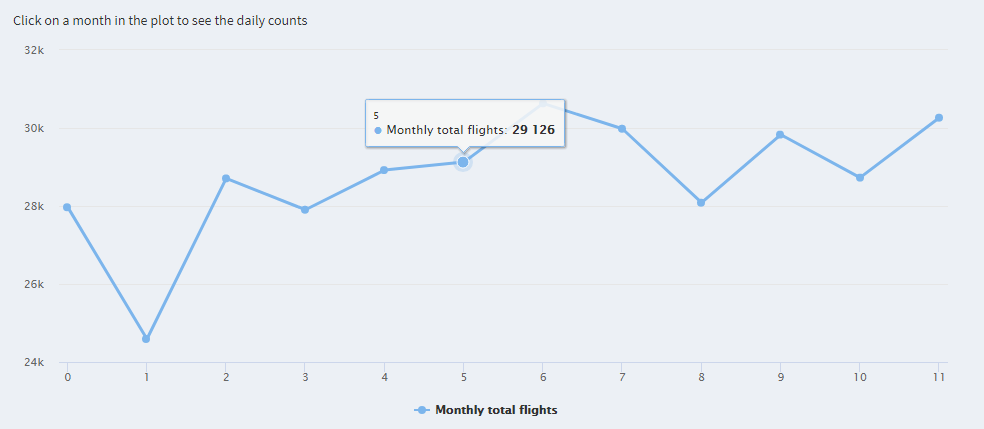 Click on a month in the plot to see the daily counts
32k
30k
28k
26k
24k
5
Monthly total flights: 29 126
0 1 2 3 4 5 6 7 8 9 10 11
Monthly total flights